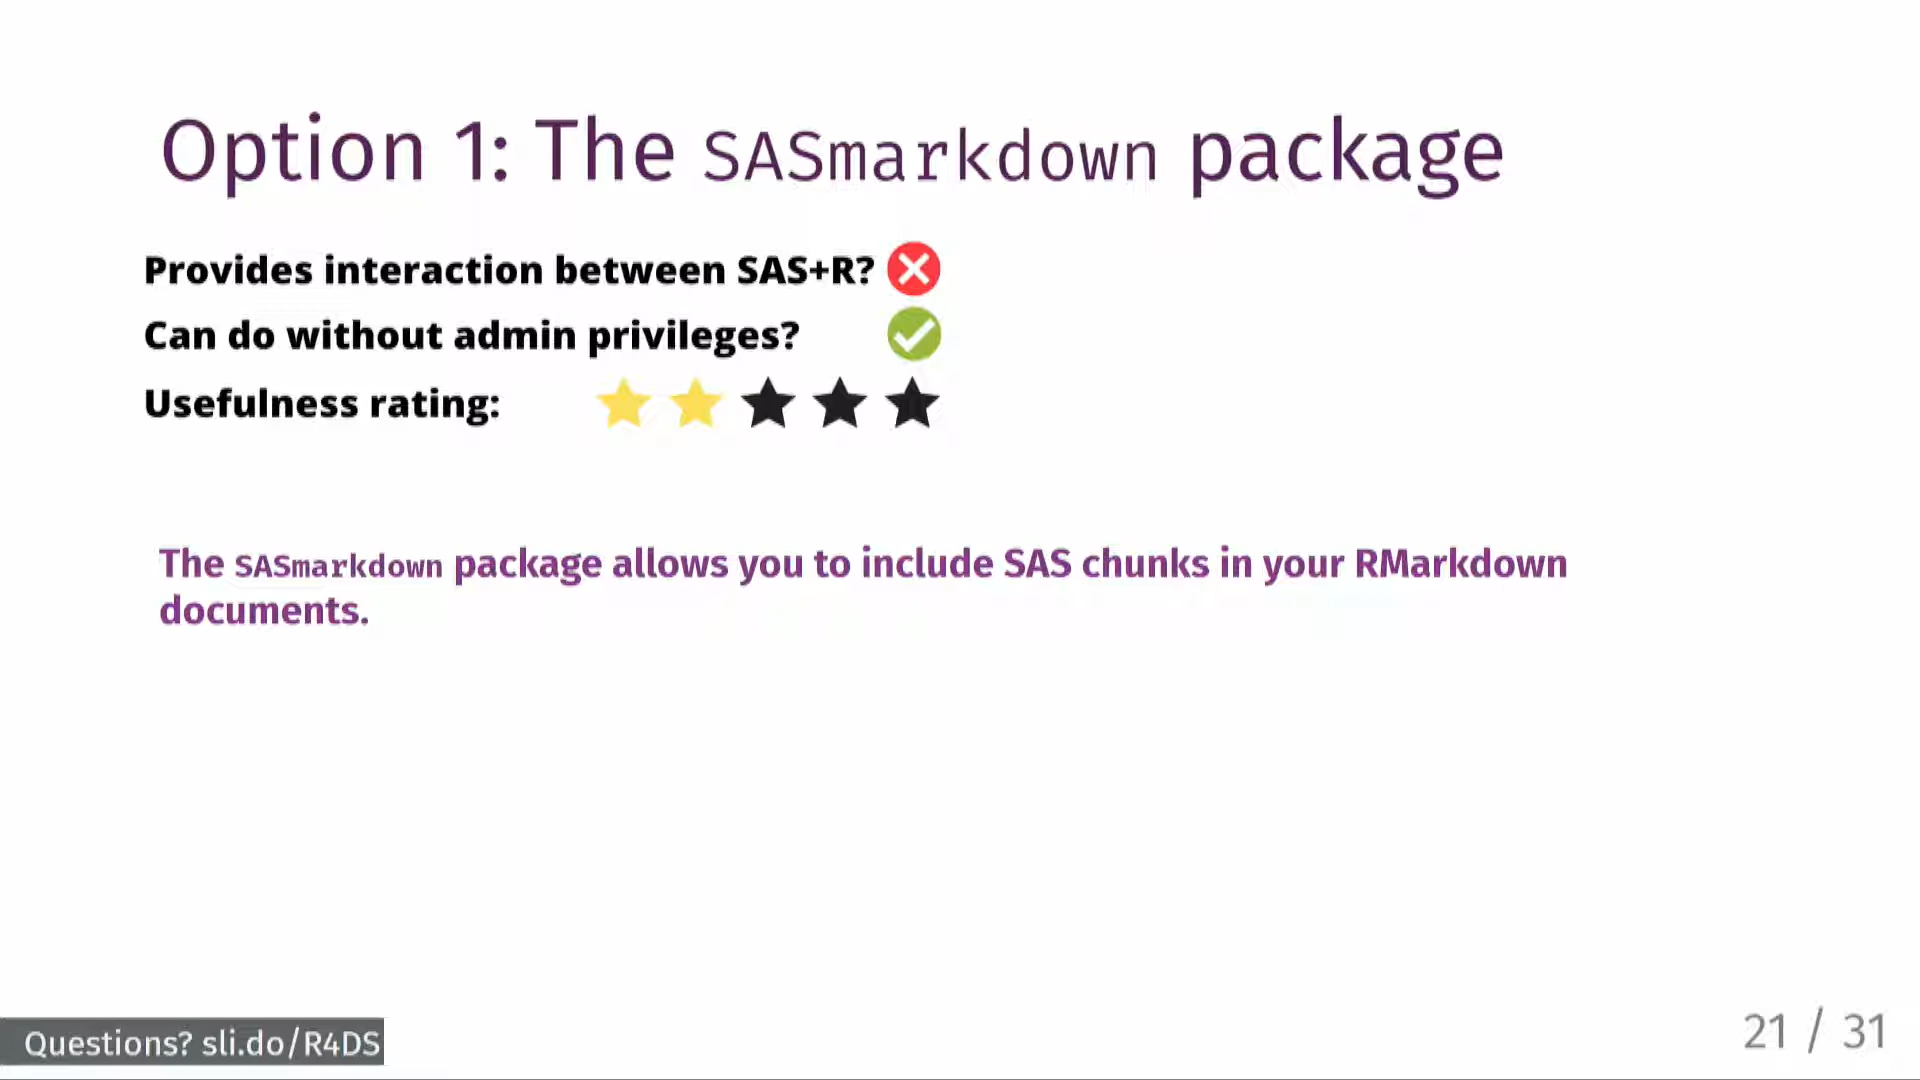 Option 1: The SASmarkdown package
Provides interaction between SAS+R?
Can do without admin privileges?
Usefulness rating:
The SASmarkdown package allows you to include SAS chunks in your RMarkdown
documents.
Questions? sli.do/R4DS
21 / 31